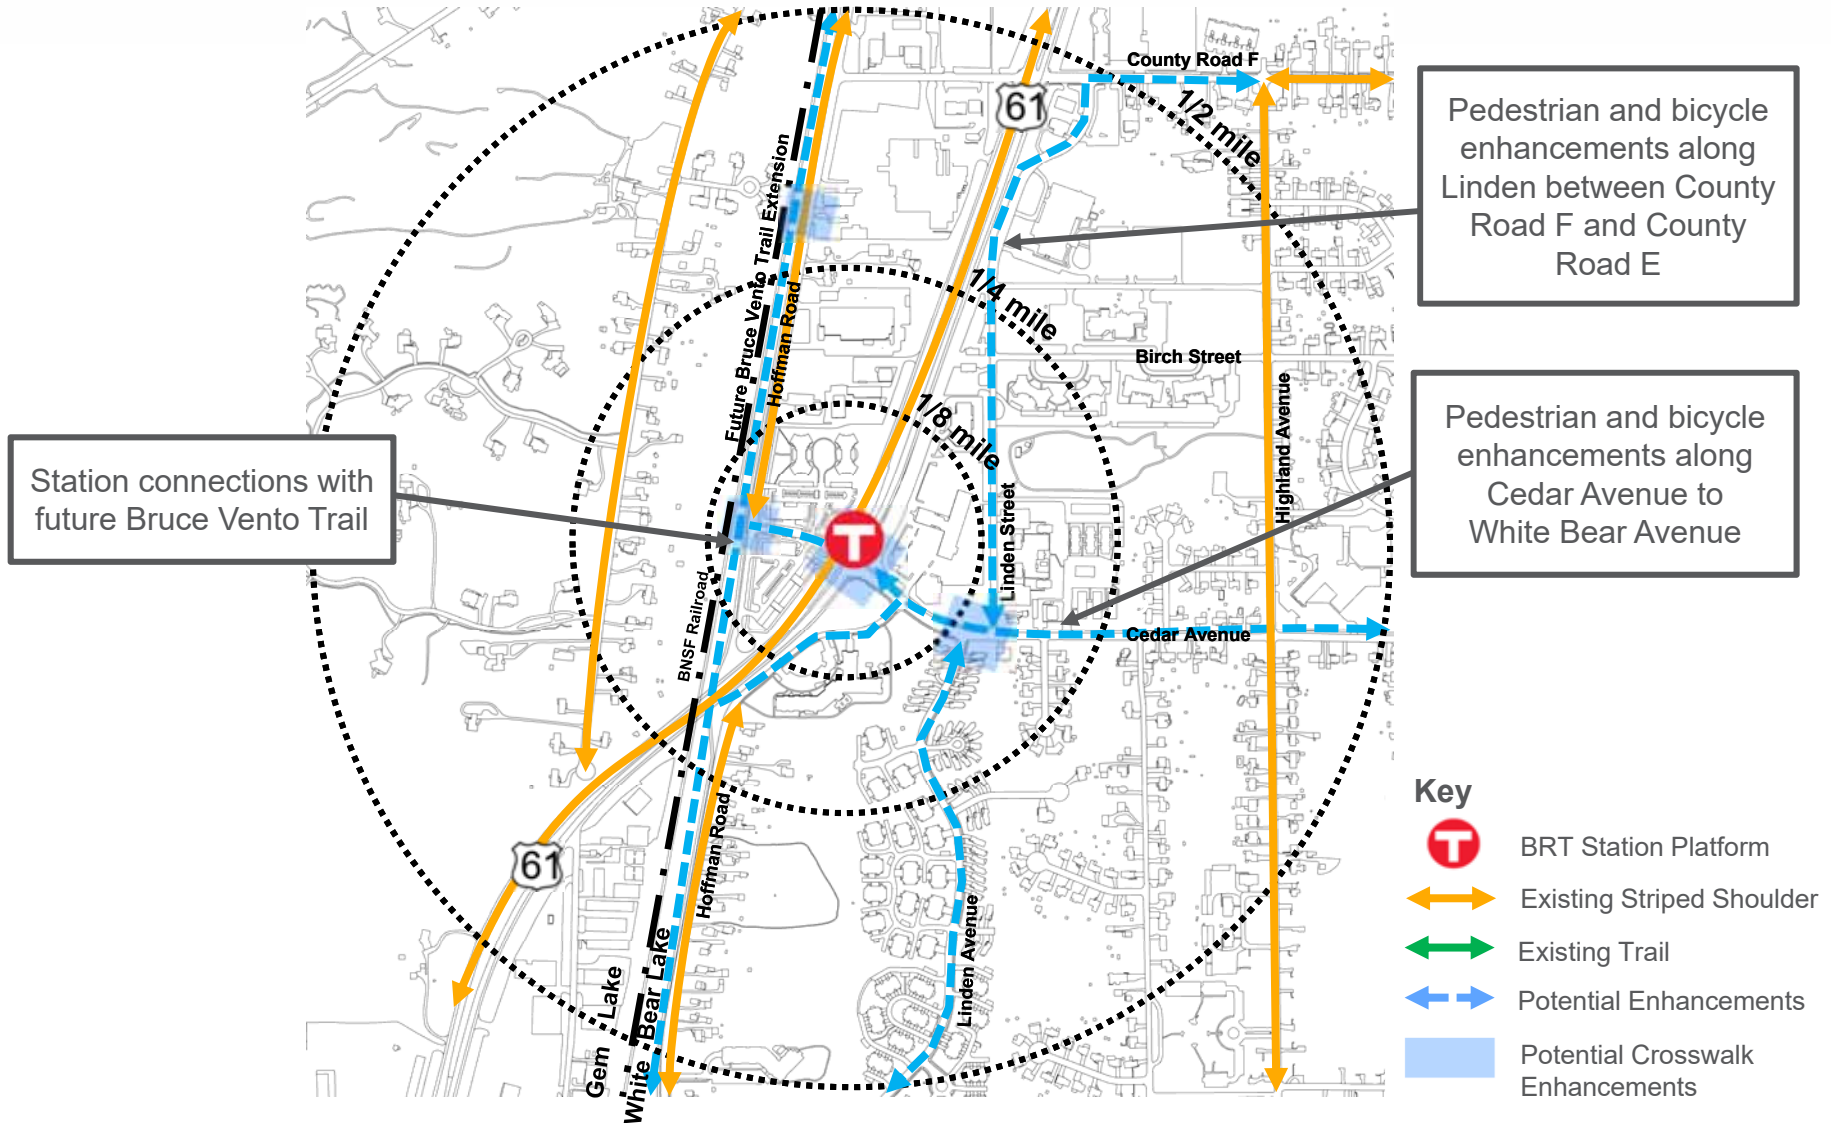 County Road F
61
1/2 mile
Pedestrian and bicycle
enhancements along
Linden between County
Road F and County
Road E
Future Bruce Vento Trail Extension
Hoffman Road
1/4 mile
Birch Street
1/8 mile
Highland Avenue
Pedestrian and bicycle
enhancements along
Cedar Avenue to
White Bear Avenue
Station connections with
future Bruce Vento Trail
T
Linden Street
BNSF Railroad
Cedar Avenue
61
Hoffman Road
Linden Avenue
Gem Lake
White Bear Lake
Key
T
BRT Station Platform
Existing Striped Shoulder
Existing Trail
Potential Enhancements
Potential Crosswalk
Enhancements